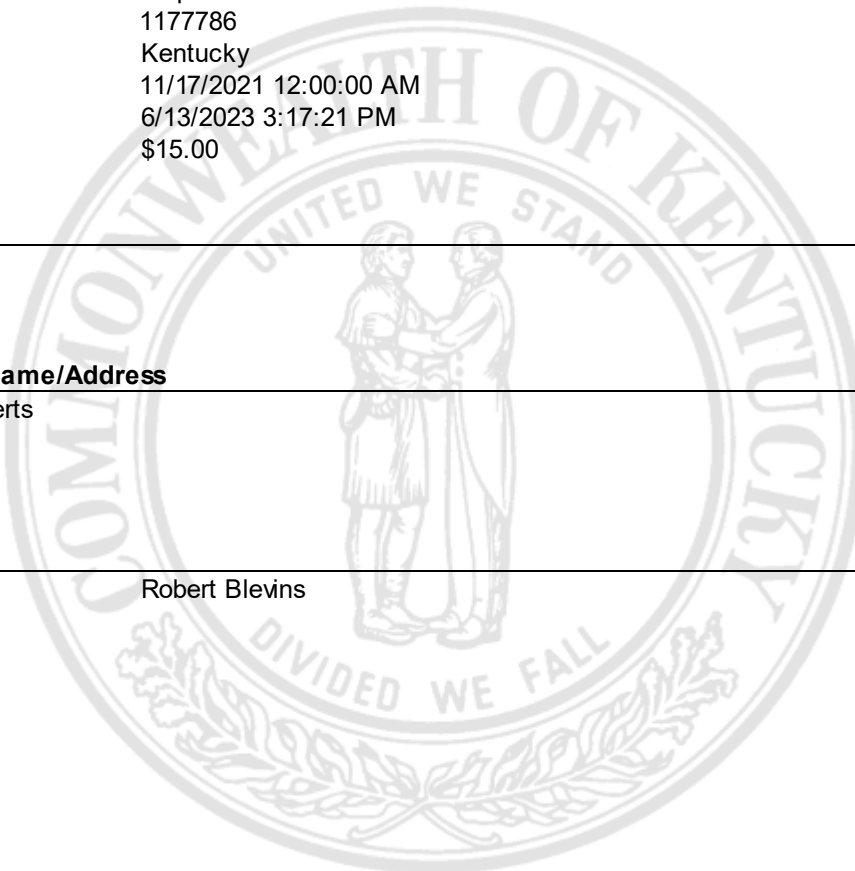 1177786
Kentucky
11/17/2021 12:00:00 AM
6/13/2023 3:17:21 PM
$15.00
COMMONWEALTH OF KENTUCKY
UNITED WE STAND
ame/Address
erts
Robert Blevins
DIVIDED WE FALL